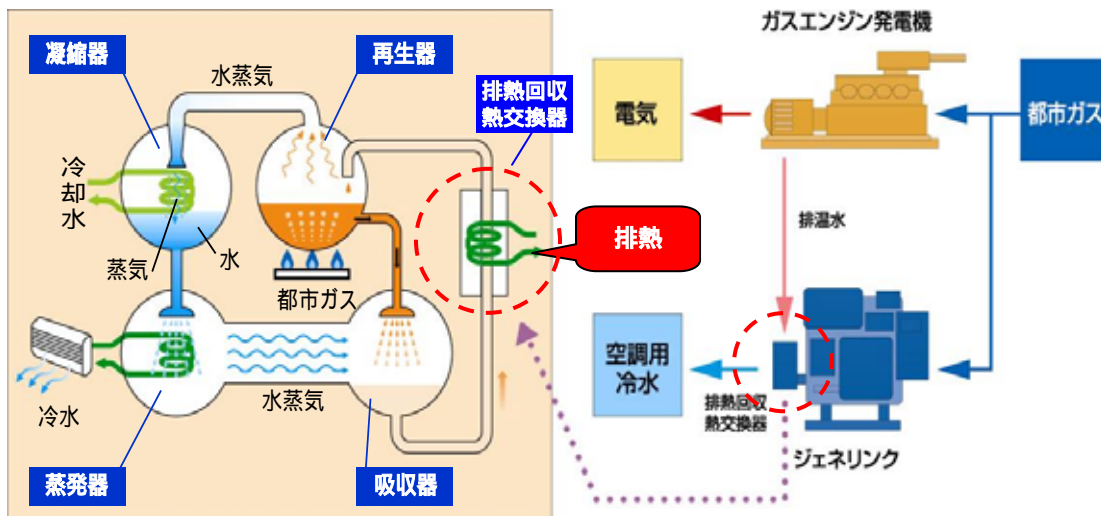 凝縮器
再生器
水蒸気
排熱回収
熱交換器
冷却水
蒸気
水
都市ガス
排熱
冷水
水蒸気
蒸発器
吸収器
ガスエンジン発電機
電気
都市ガス
排温水
空調用
冷水
排熱回収
熱交換器
ジェネリンク